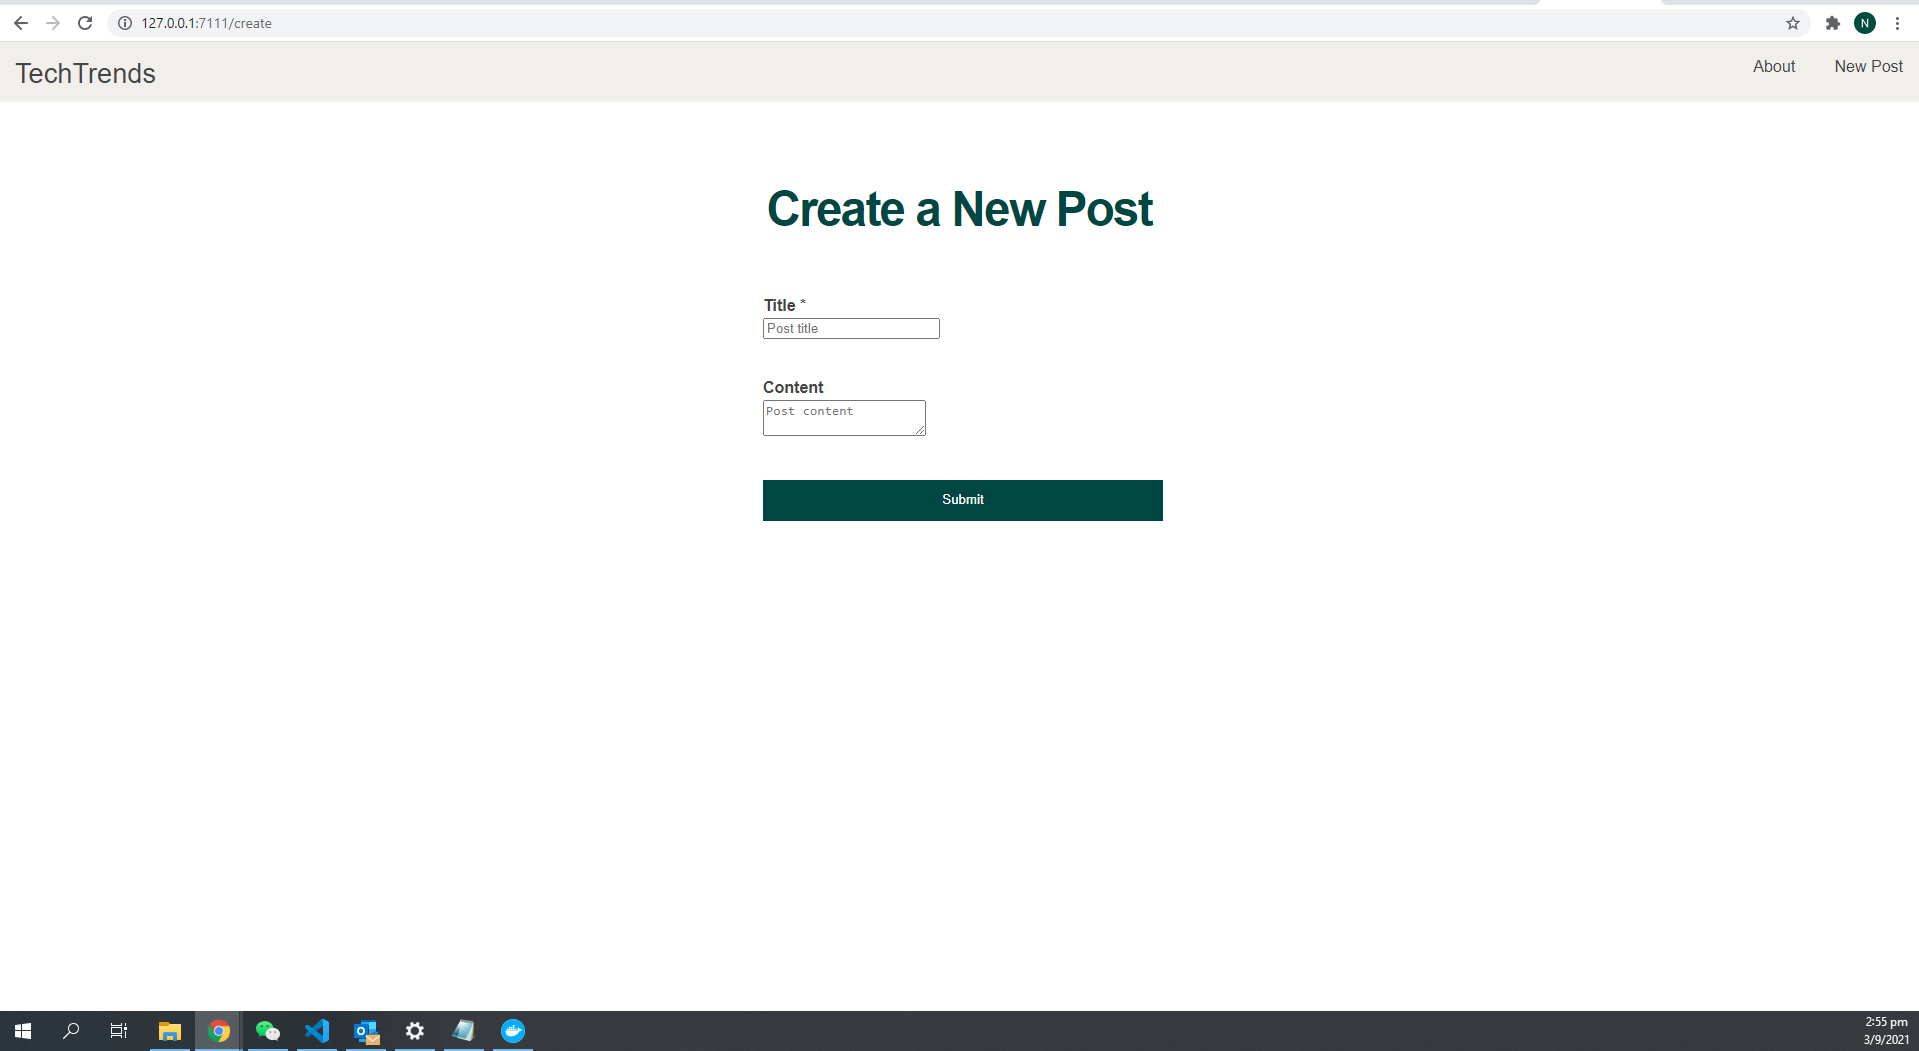 127.0.0.1:7111/create
N
TechTrends
About
New Post
Create a New Post
Title *
Post title
Content
Post content
Submit
2:55 pm
3/9/2021